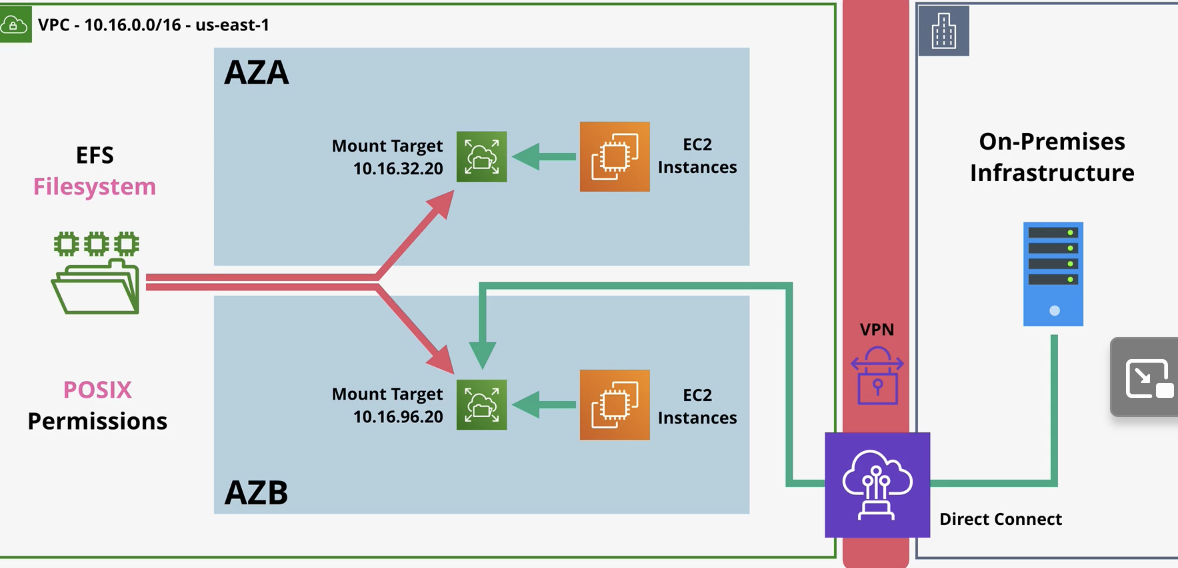 VPC - 10.16.0.0/16 - us-east-1
AZA
EFS
Filesystem
Mount Target
10.16.32.20
EC2
Instances
On-Premises
Infrastructure
VPN
POSIX
Permissions
Mount Target
10.16.96.20
EC2
Instances
AZB
Direct Connect